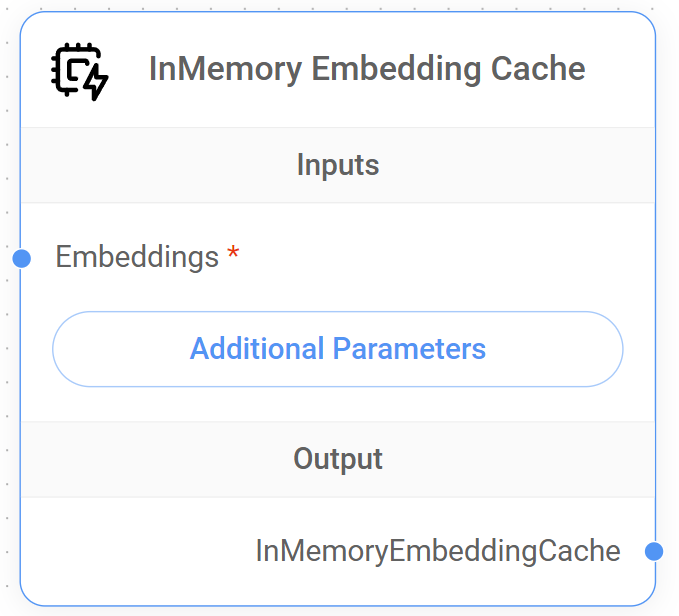 InMemory Embedding Cache
Inputs
Embeddings *
Additional Parameters
Output
InMemoryEmbeddingCache